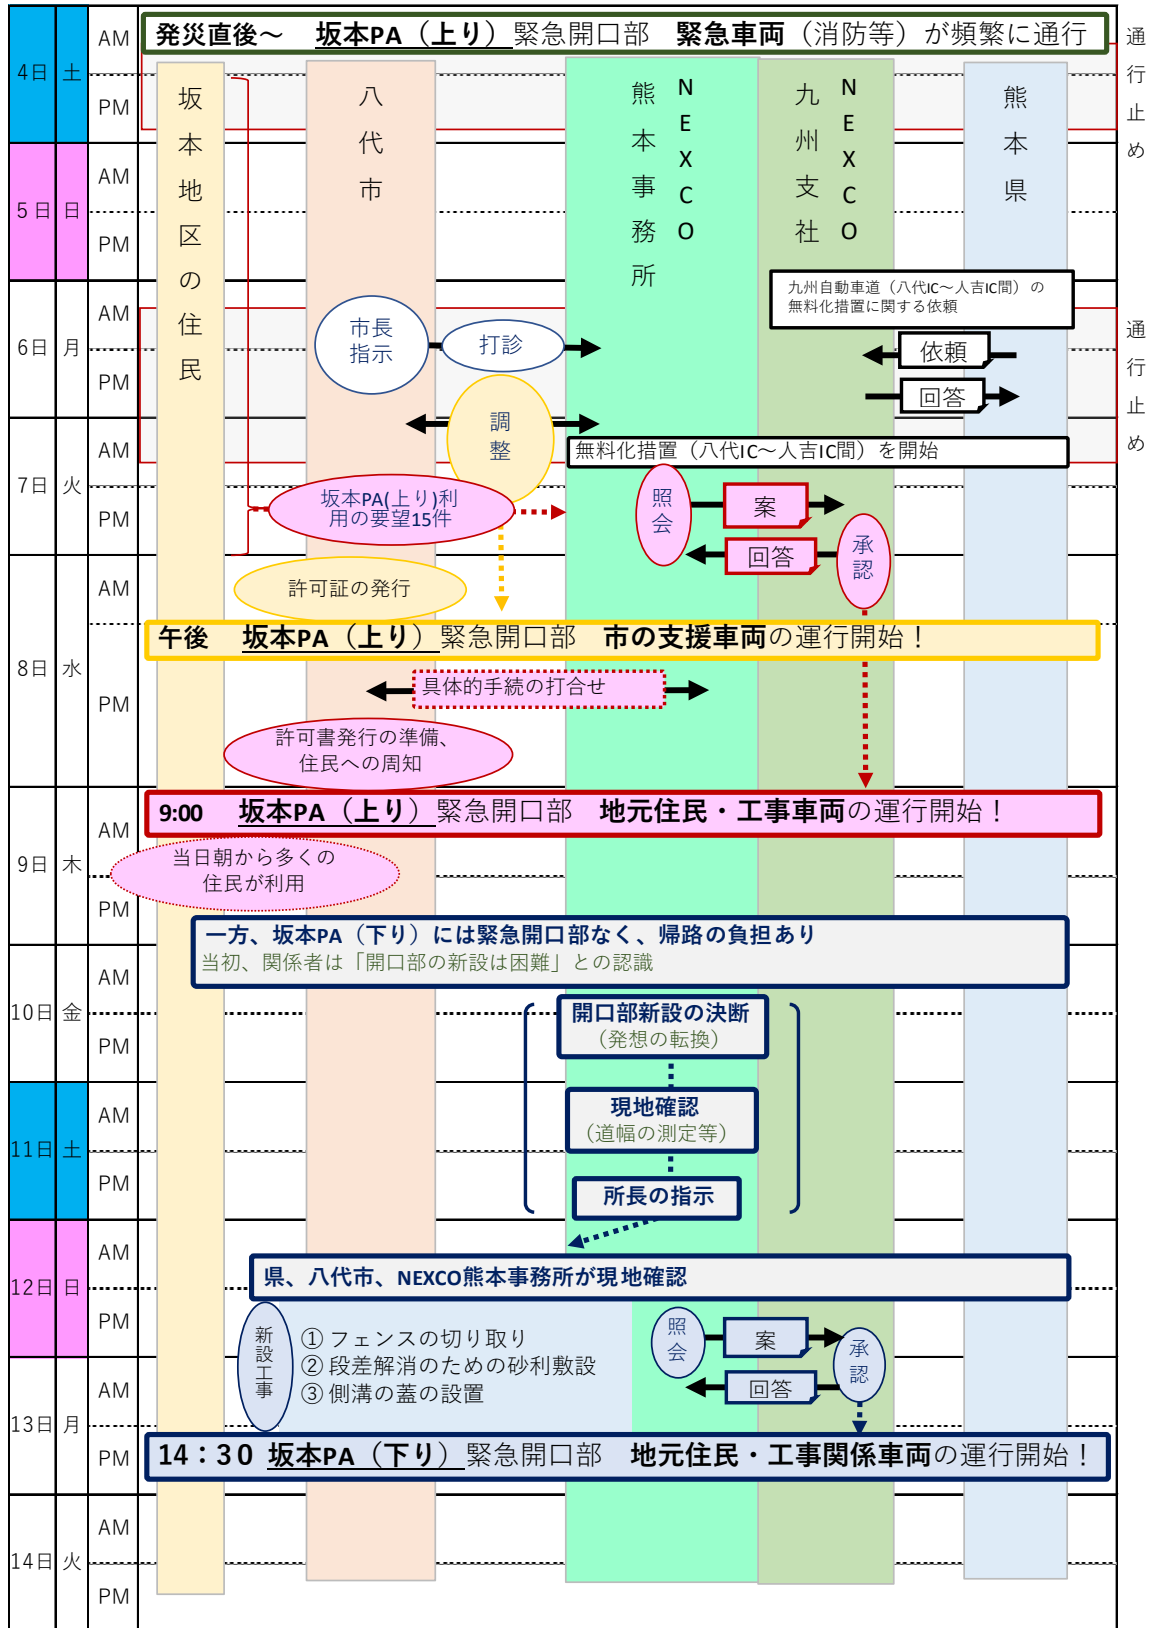 4日 土 AM
PM
発災直後～ 坂本PA（上り）緊急開口部 緊急車両（消防等）が頻繁に通行
通行止め
坂本地区の住民
八代市
NEXCO
熊本事務所
NEXCO
九州支社
熊本県
5日 日 AM
PM
九州自動車道（八代IC～人吉IC間）の
無料化措置に関する依頼
6日 月 AM
PM
通行止め
市長
指示
打診
依頼
回答
調整
7日 火 AM
PM
無料化措置（八代IC～人吉IC間）を開始
坂本PA(上り)利
用の要望15件
照会
案
回答
承認
8日 水 AM
PM
許可証の発行
午後 坂本PA（上り）緊急開口部 市の支援車両の運行開始！
具体的手続の打合せ
許可書発行の準備、
住民への周知
9日 木 AM
PM
9:00 坂本PA（上り）緊急開口部 地元住民・工事車両の運行開始！
当日朝から多くの
住民が利用
一方、坂本PA（下り）には緊急開口部なく、帰路の負担あり
当初、関係者は「開口部の新設は困難」との認識
10日 金 AM
PM
開口部新設の決断
（発想の転換）
11日 土 AM
PM
現地確認
（道幅の測定等）
所長の指示
12日 日 AM
PM
県、八代市、NEXCO熊本事務所が現地確認
新設工事
① フェンスの切り取り
② 段差解消のための砂利敷設
③ 側溝の蓋の設置
照会
案
回答
承認
13日 月 AM
PM
14：30 坂本PA（下り）緊急開口部 地元住民・工事関係車両の運行開始！
14日 火 AM
PM